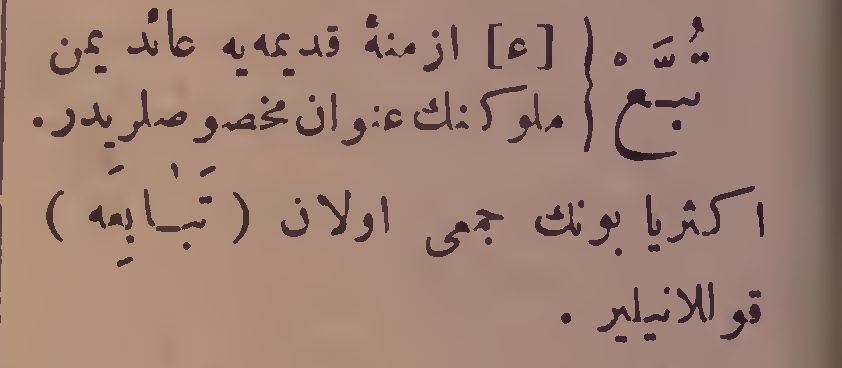 تُبَّعْ } [ع] ازمنهٔ قديمه‌يه عائد يمن
ملوكنك عنوان مخصوصلريدر.
اكثريا بونك جمعى اولان (تَبَابِعَه)
قوللانيلير.